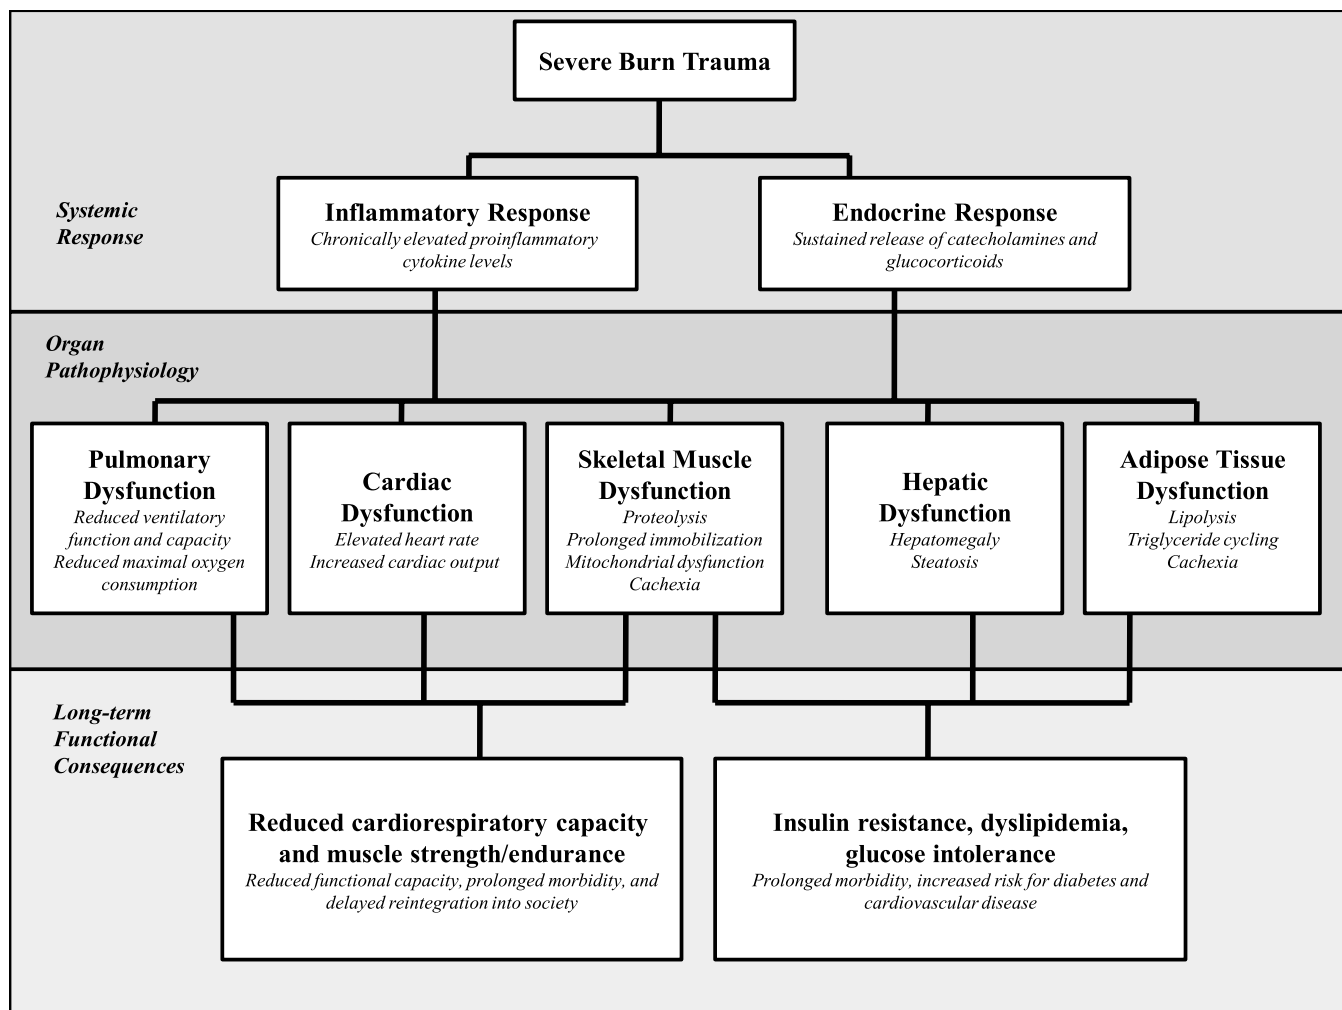 Severe Burn Trauma
Systemic
Response
Inflammatory Response
Chronically elevated proinflammatory
cytokine levels
Endocrine Response
Sustained release of catecholamines and
glucocorticoids
Organ
Pathophysiology
Pulmonary
Dysfunction
Reduced ventilatory
function and capacity
Reduced maximal oxygen
consumption
Cardiac
Dysfunction
Elevated heart rate
Increased cardiac output
Skeletal Muscle
Dysfunction
Proteolysis
Prolonged immobilization
Mitochondrial dysfunction
Cachexia
Hepatic
Dysfunction
Hepatomegaly
Steatosis
Adipose Tissue
Dysfunction
Lipolysis
Triglyceride cycling
Cachexia
Long-term
Functional
Consequences
Reduced cardiorespiratory capacity
and muscle strength/endurance
Reduced functional capacity, prolonged morbidity, and
delayed reintegration into society
Insulin resistance, dyslipidemia,
glucose intolerance
Prolonged morbidity, increased risk for diabetes and
cardiovascular disease